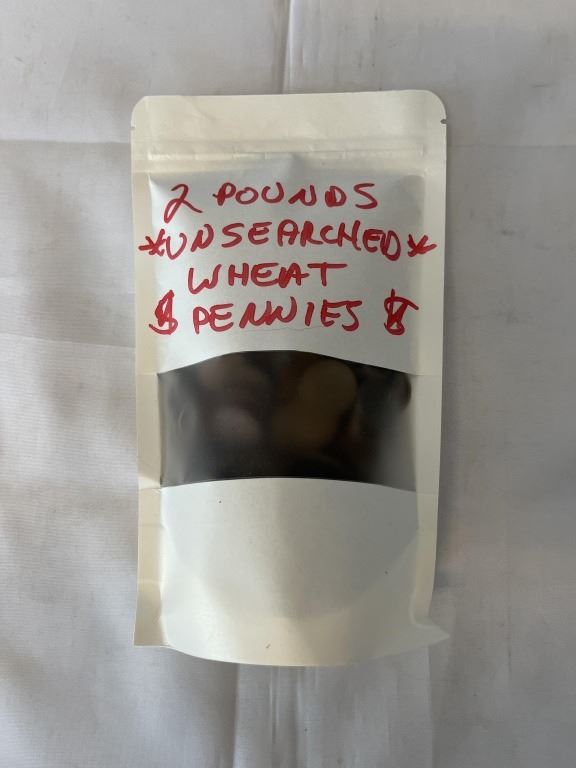 2 POUNDS
*UNSEARCHED*
WHEAT
$ PENNIES $